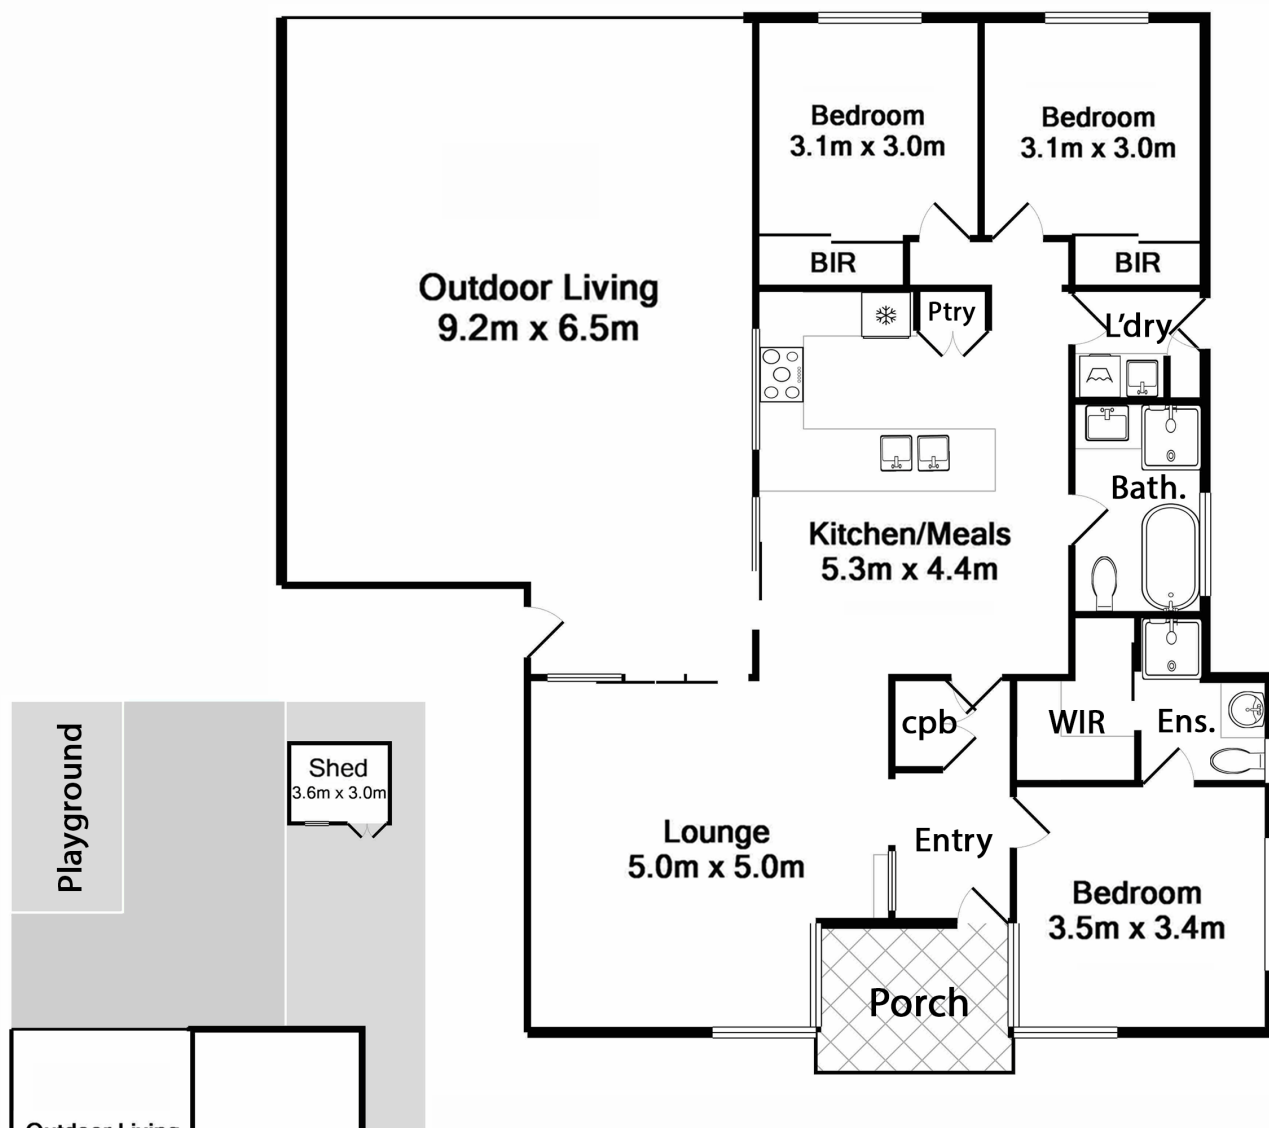 Bedroom
3.1m x 3.0m
Bedroom
3.1m x 3.0m
BIR
BIR
Outdoor Living
9.2m x 6.5m
Ptry
L'dry
Bath.
Kitchen/Meals
5.3m x 4.4m
cpb
WIR
Ens.
Playground
Shed
3.6m x 3.0m
Lounge
5.0m x 5.0m
Entry
Bedroom
3.5m x 3.4m
Porch
Outdoor Living